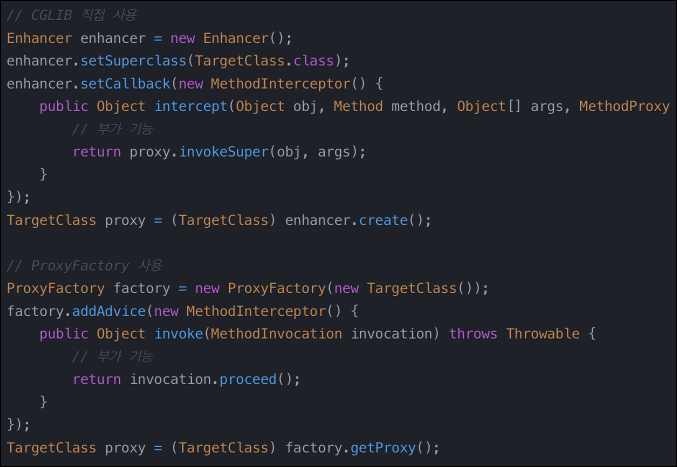 // CGLIB 직접 사용
Enhancer enhancer = new Enhancer();
enhancer.setSuperclass(TargetClass.class);
enhancer.setCallback(new MethodInterceptor() {
    public Object intercept(Object obj, Method method, Object[] args, MethodProxy
        // 부가 기능
        return proxy.invokeSuper(obj, args);
    }
});
TargetClass proxy = (TargetClass) enhancer.create();

// ProxyFactory 사용
ProxyFactory factory = new ProxyFactory(new TargetClass());
factory.addAdvice(new MethodInterceptor() {
    public Object invoke(MethodInvocation invocation) throws Throwable {
        // 부가 기능
        return invocation.proceed();
    }
});
TargetClass proxy = (TargetClass) factory.getProxy();